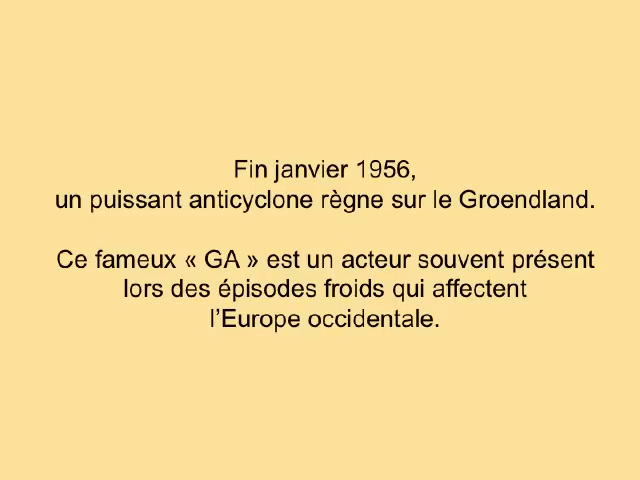 Fin janvier 1956,
un puissant anticyclone règne sur le Groendland.
Ce fameux « GA » est un acteur souvent présent
lors des épisodes froids qui affectent
l’Europe occidentale.